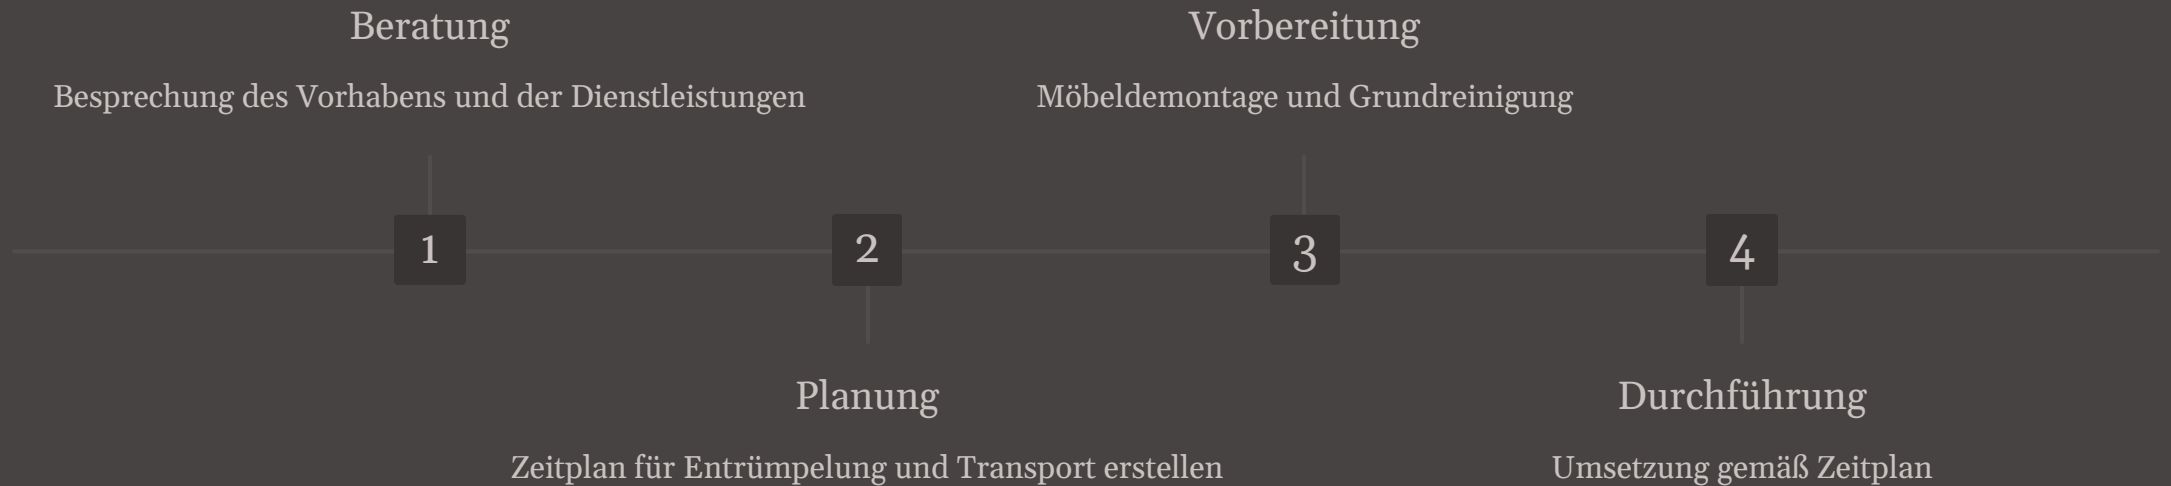 Beratung
Besprechung des Vorhabens und der Dienstleistungen
1
2
Planung
Zeitplan für Entrümpelung und Transport erstellen
Vorbereitung
Möbeldemontage und Grundreinigung
3
4
Durchführung
Umsetzung gemäß Zeitplan